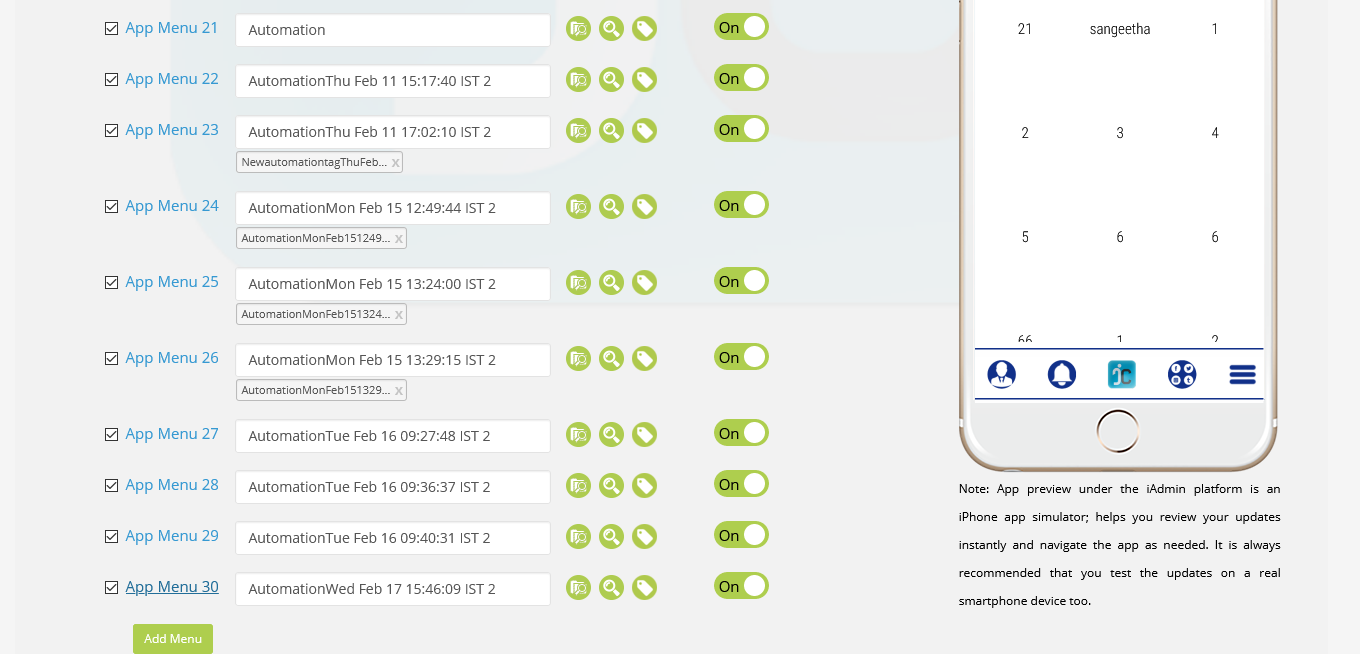 App Menu 21 Automation On
App Menu 22 AutomationThu Feb 11 15:17:40 IST 2 On
App Menu 23 AutomationThu Feb 11 17:02:10 IST 2 On
NewautomationtagThuFeb... x
App Menu 24 AutomationMon Feb 15 12:49:44 IST 2 On
AutomationMonFeb151249... x
App Menu 25 AutomationMon Feb 15 13:24:00 IST 2 On
AutomationMonFeb151324... x
App Menu 26 AutomationMon Feb 15 13:29:15 IST 2 On
AutomationMonFeb151329... x
App Menu 27 AutomationTue Feb 16 09:27:48 IST 2 On
App Menu 28 AutomationTue Feb 16 09:36:37 IST 2 On
App Menu 29 AutomationTue Feb 16 09:40:31 IST 2 On
App Menu 30 AutomationWed Feb 17 15:46:09 IST 2 On
Add Menu
21 sangeetha 1
2 3 4
5 6 6
66 1 2
jc
Note: App preview under the iAdmin platform is an
iPhone app simulator; helps you review your updates
instantly and navigate the app as needed. It is always
recommended that you test the updates on a real
smartphone device too.